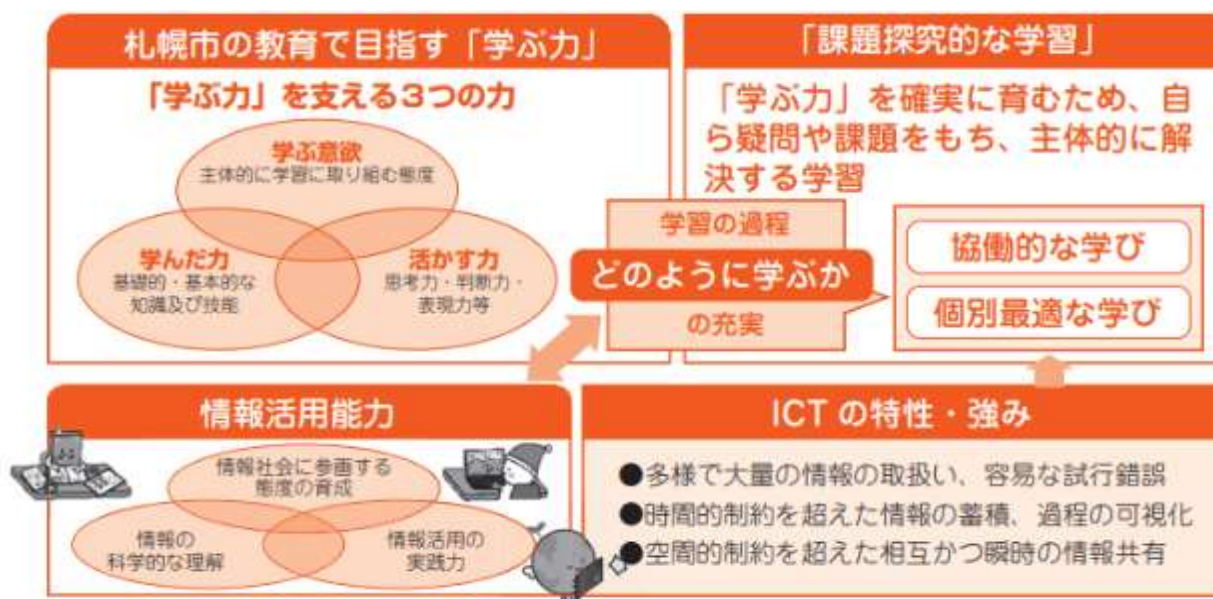 札幌市の教育で目指す「学ぶ力」
「学ぶ力」を支える3つの力
学ぶ意欲
主体的に学習に取り組む態度
学んだ力
基礎的・基本的な
知識及び技能
活かす力
思考力・判断力・
表現力等
「課題探究的な学習」
「学ぶ力」を確実に育むため、自
ら疑問や課題をもち、主体的に解
決する学習
学習の過程
どのように学ぶか
の充実
協働的な学び
個別最適な学び
情報活用能力
情報社会に参画する
態度の育成
情報の
科学的な理解
情報活用の
実践力
ICTの特性・強み
●多様で大量の情報の取扱い、容易な試行錯誤
●時間的制約を超えた情報の蓄積、過程の可視化
●空間的制約を超えた相互かつ瞬時の情報共有